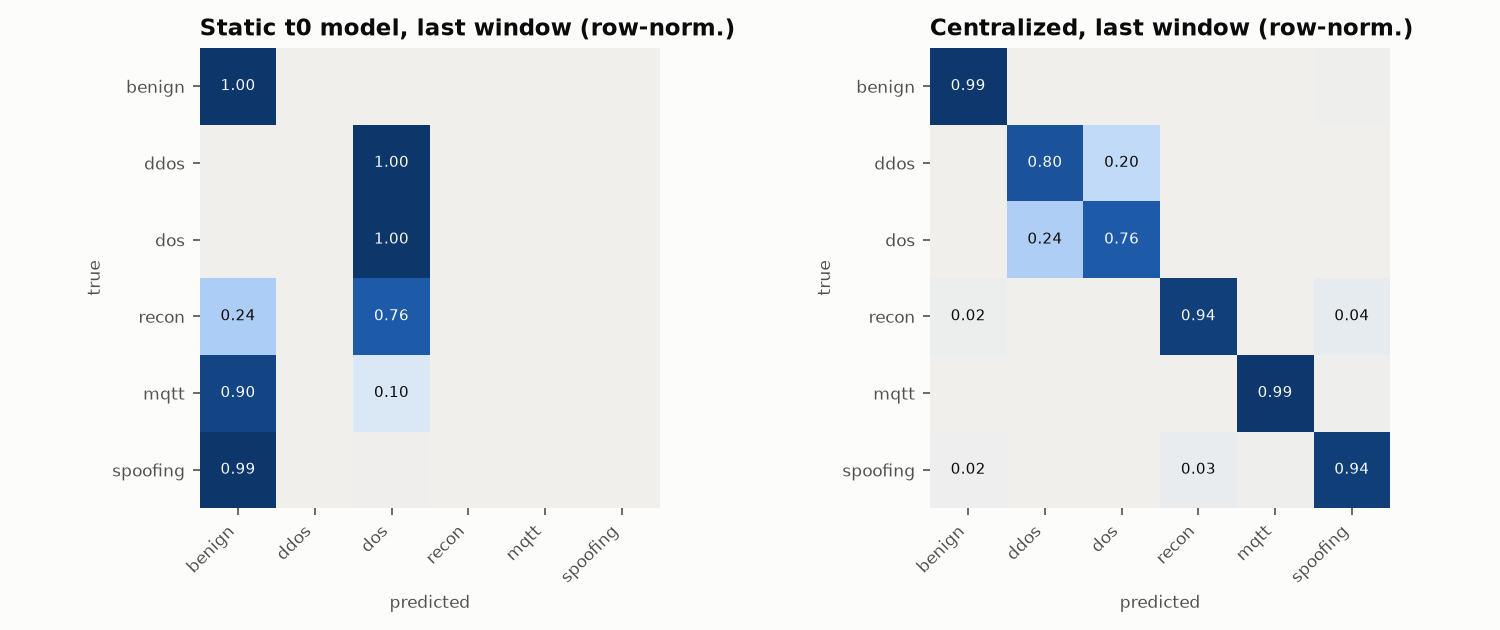 Static t0 model, last window (row-norm.)
true
benign 1.00
ddos 1.00
dos 1.00
recon 0.24 0.76
mqtt 0.90 0.10
spoofing 0.99
benign ddos dos recon mqtt spoofing
predicted
Centralized, last window (row-norm.)
true
benign 0.99
ddos 0.80 0.20
dos 0.24 0.76
recon 0.02 0.94 0.04
mqtt 0.99
spoofing 0.02 0.03 0.94
benign ddos dos recon mqtt spoofing
predicted